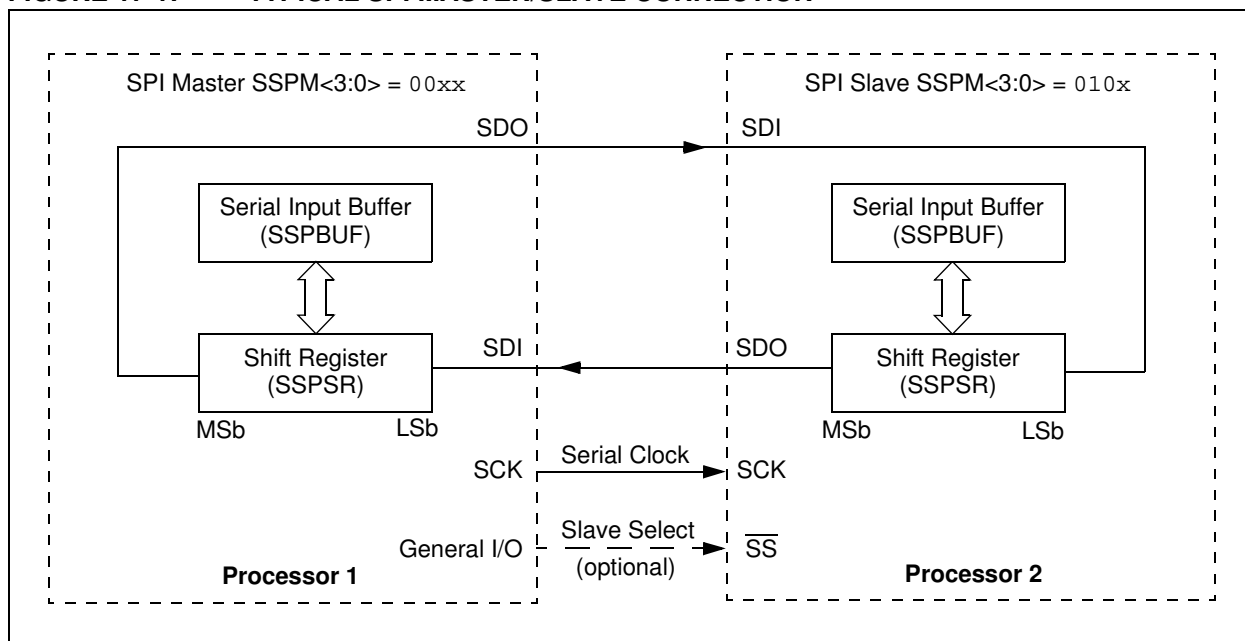 SPI Master SSPM<3:0> = 00xx
SPI Slave SSPM<3:0> = 010x
SDO
SDI
Serial Input Buffer
(SSPBUF)
Serial Input Buffer
(SSPBUF)
Shift Register
(SSPSR)
SDI
SDO
Shift Register
(SSPSR)
MSb
LSb
MSb
LSb
SCK
Serial Clock
SCK
General I/O
Slave Select
(optional)
SS
Processor 1
Processor 2